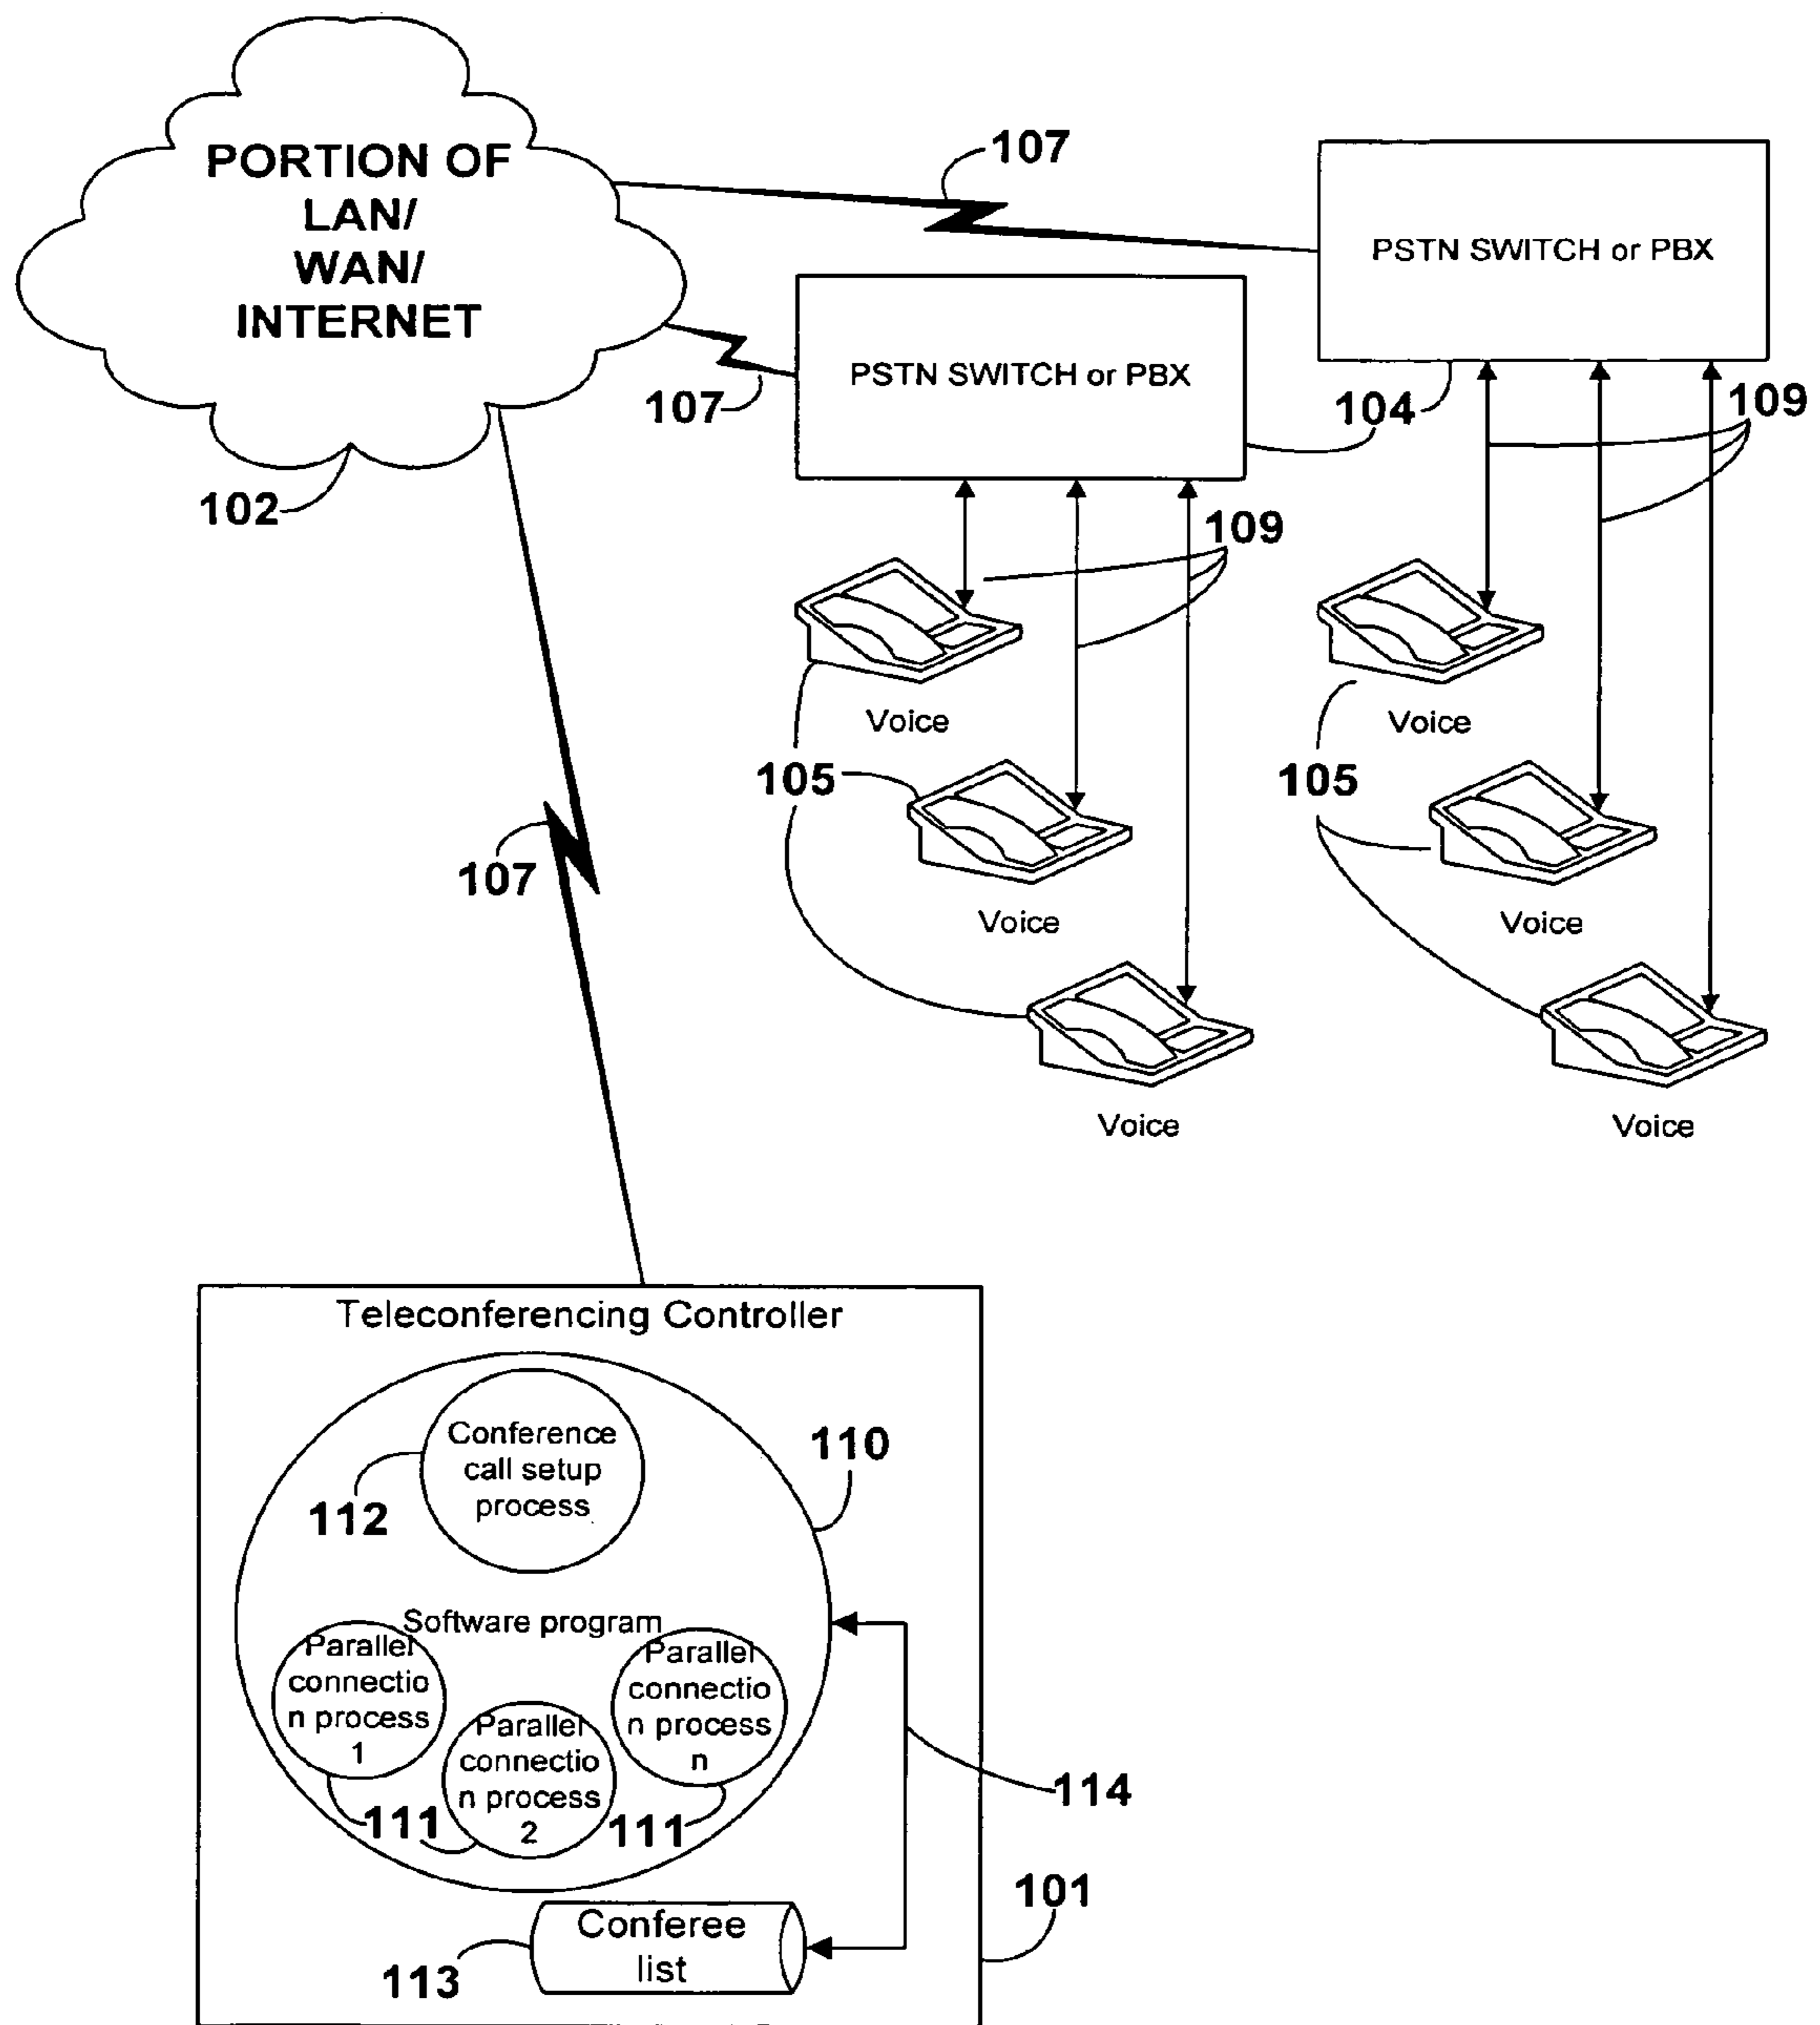 PORTION OF
LAN/
WAN/
INTERNET
102
107
PSTN SWITCH or PBX
107
PSTN SWITCH or PBX
104
109
109
Voice
Voice
105
105
Voice
Voice
Voice
Voice
107
Teleconferencing Controller
Conference
call setup
process
112
110
Software program
Parallel
connectio
n process
1
Parallel
connectio
n process
2
Parallel
connectio
n process
n
111
111
114
101
Conferee
list
113